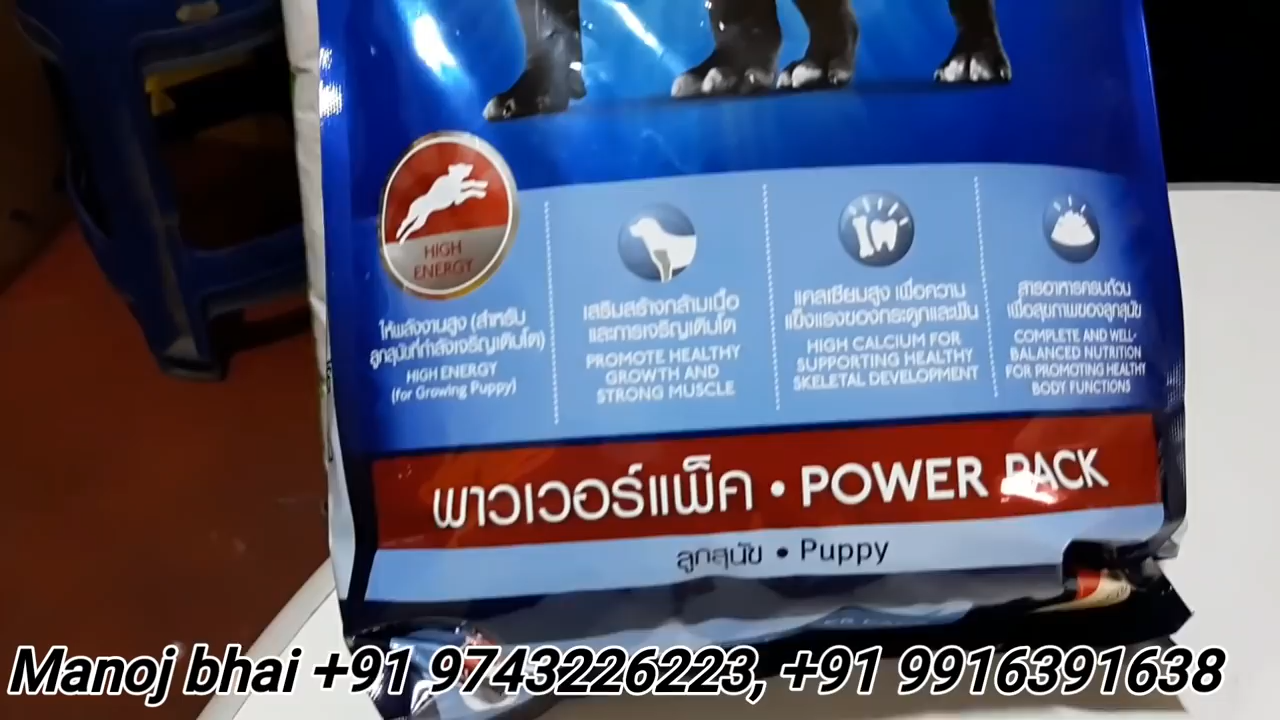 HIGH
ENERGY
ให้พลังงานสูง (สำหรับ
ลูกสุนัขที่กำลังเจริญเติบโต)
HIGH ENERGY
(for Growing Puppy)
เสริมสร้างกล้ามเนื้อ
และการเจริญเติบโต
PROMOTE HEALTHY
GROWTH AND
STRONG MUSCLE
แคลเซียมสูง เพื่อความ
แข็งแรงของกระดูกและฟัน
HIGH CALCIUM FOR
SUPPORTING HEALTHY
SKELETAL DEVELOPMENT
สารอาหารครบถ้วน
เพื่อสุขภาพของลูกสุนัข
COMPLETE AND WELL-
BALANCED NUTRITION
FOR PROMOTING HEALTHY
BODY FUNCTIONS
พาวเวอร์แพ็ค • POWER PACK
ลูกสุนัข • Puppy
Manoj bhai +91 9743226223, +91 9916391638